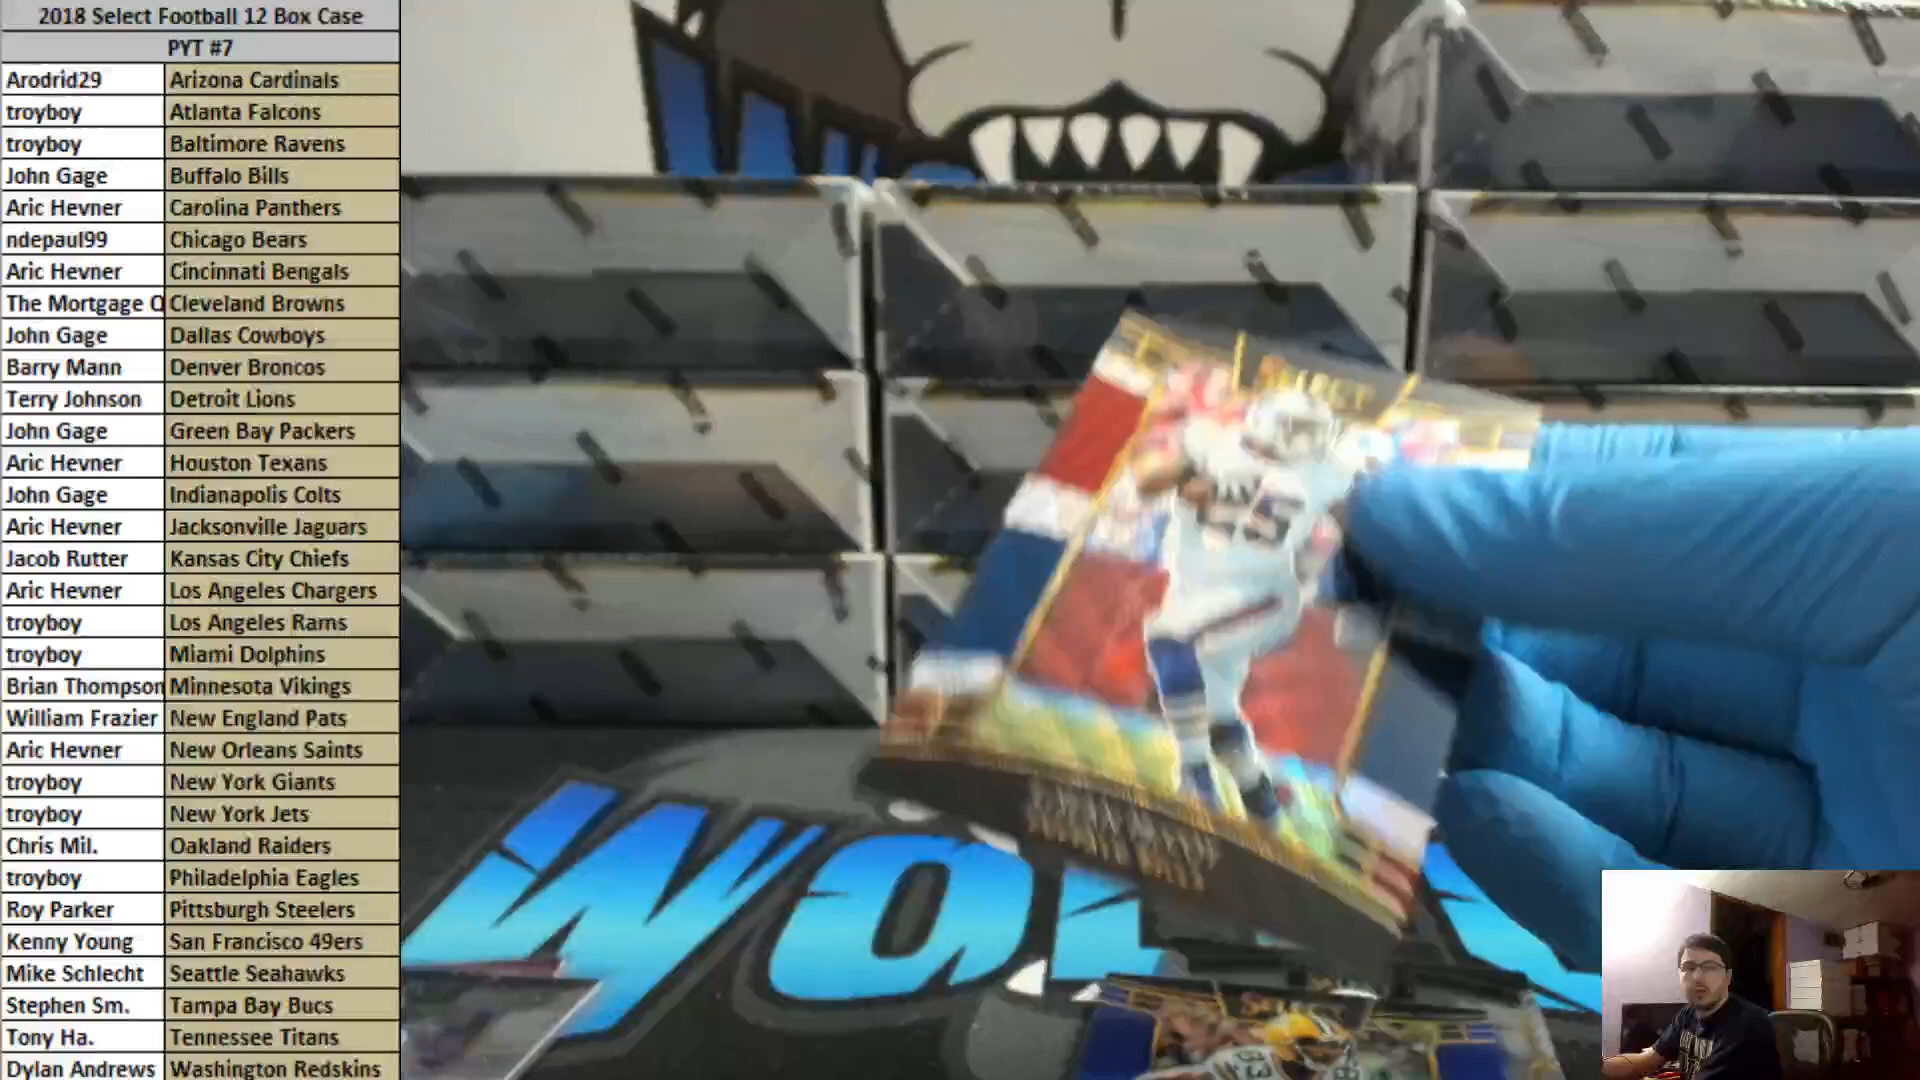 2018 Select Football 12 Box Case
PYT #7
Arodrid29 Arizona Cardinals
troyboy Atlanta Falcons
troyboy Baltimore Ravens
John Gage Buffalo Bills
Aric Hevner Carolina Panthers
ndepaul99 Chicago Bears
Aric Hevner Cincinnati Bengals
The Mortgage Cleveland Browns
John Gage Dallas Cowboys
Barry Mann Denver Broncos
Terry Johnson Detroit Lions
John Gage Green Bay Packers
Aric Hevner Houston Texans
John Gage Indianapolis Colts
Aric Hevner Jacksonville Jaguars
Jacob Rutter Kansas City Chiefs
Aric Hevner Los Angeles Chargers
troyboy Los Angeles Rams
troyboy Miami Dolphins
Brian Thompson Minnesota Vikings
William Frazier New England Pats
Aric Hevner New Orleans Saints
troyboy New York Giants
troyboy New York Jets
Chris Mil. Oakland Raiders
troyboy Philadelphia Eagles
Roy Parker Pittsburgh Steelers
Kenny Young San Francisco 49ers
Mike Schlecht Seattle Seahawks
Stephen Sm. Tampa Bay Bucs
Tony Ha. Tennessee Titans
Dylan Andrews Washington Redskins
SELECT
SELECT